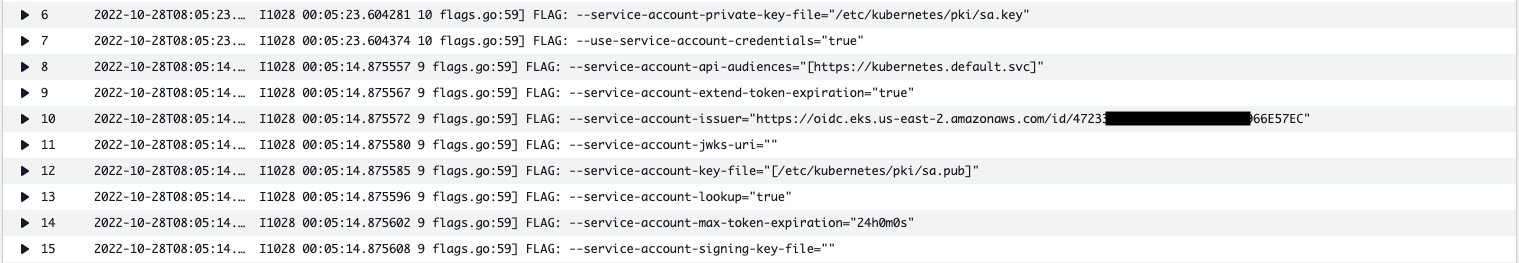 6 2022-10-28T08:05:23.... I1028 00:05:23.604281 10 flags.go:59] FLAG: --service-account-private-key-file="/etc/kubernetes/pki/sa.key"
7 2022-10-28T08:05:23.... I1028 00:05:23.604374 10 flags.go:59] FLAG: --use-service-account-credentials="true"
8 2022-10-28T08:05:14.... I1028 00:05:14.875557 9 flags.go:59] FLAG: --service-account-api-audiences="[https://kubernetes.default.svc]"
9 2022-10-28T08:05:14.... I1028 00:05:14.875567 9 flags.go:59] FLAG: --service-account-extend-token-expiration="true"
10 2022-10-28T08:05:14.... I1028 00:05:14.875572 9 flags.go:59] FLAG: --service-account-issuer="https://oidc.eks.us-east-2.amazonaws.com/id/4723 66E57EC"
11 2022-10-28T08:05:14.... I1028 00:05:14.875580 9 flags.go:59] FLAG: --service-account-jwks-uri=""
12 2022-10-28T08:05:14.... I1028 00:05:14.875585 9 flags.go:59] FLAG: --service-account-key-file="[/etc/kubernetes/pki/sa.pub]"
13 2022-10-28T08:05:14.... I1028 00:05:14.875596 9 flags.go:59] FLAG: --service-account-lookup="true"
14 2022-10-28T08:05:14.... I1028 00:05:14.875602 9 flags.go:59] FLAG: --service-account-max-token-expiration="24h0m0s"
15 2022-10-28T08:05:14.... I1028 00:05:14.875608 9 flags.go:59] FLAG: --service-account-signing-key-file=""